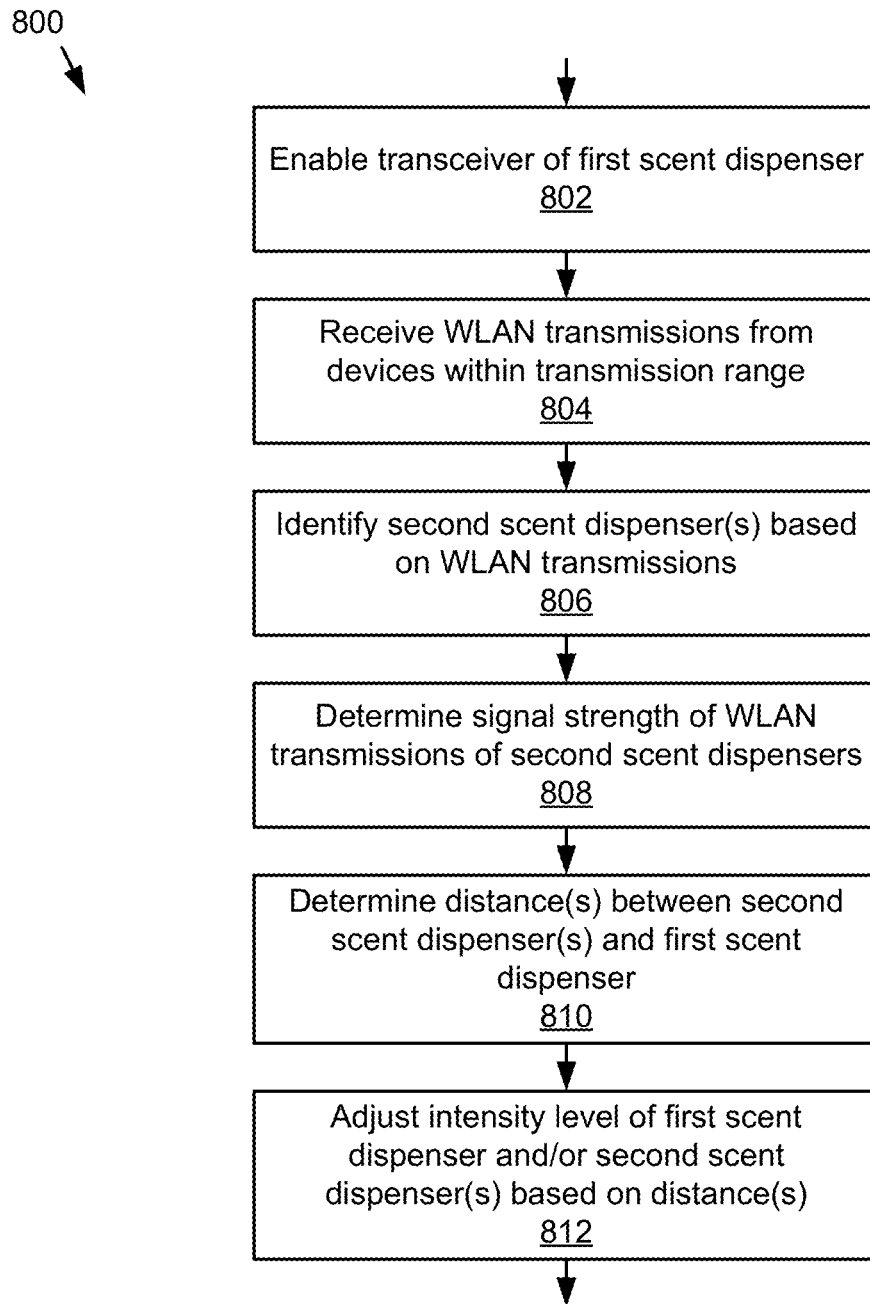 800
Enable transceiver of first scent dispenser
802
Receive WLAN transmissions from
devices within transmission range
804
Identify second scent dispenser(s) based
on WLAN transmissions
806
Determine signal strength of WLAN
transmissions of second scent dispensers
808
Determine distance(s) between second
scent dispenser(s) and first scent
dispenser
810
Adjust intensity level of first scent
dispenser and/or second scent
dispenser(s) based on distance(s)
812